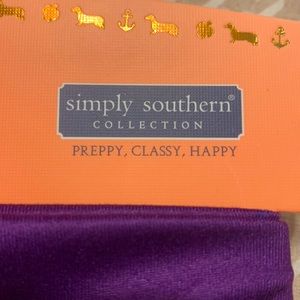 simply southern®
COLLECTION
PREPPY, CLASSY, HAPPY